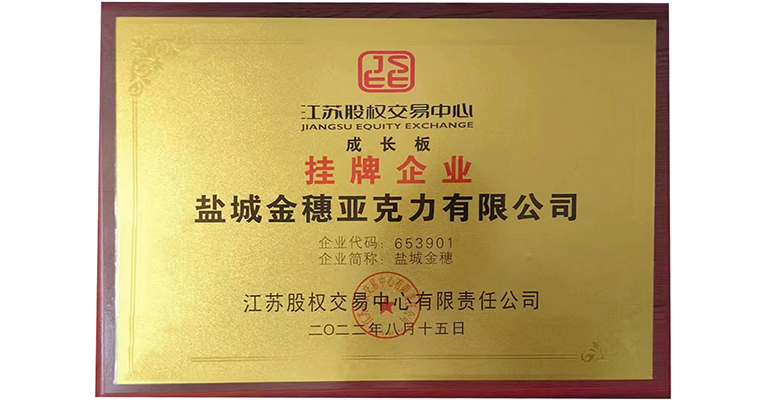 JS
EE
江苏股权交易中心
JIANGSU EQUITY EXCHANGE
成长板
挂牌企业
盐城金穗亚克力有限公司
企业代码：653901
企业简称：盐城金穗
江苏股权交易中心有限责任公司
二〇二二年八月十五日